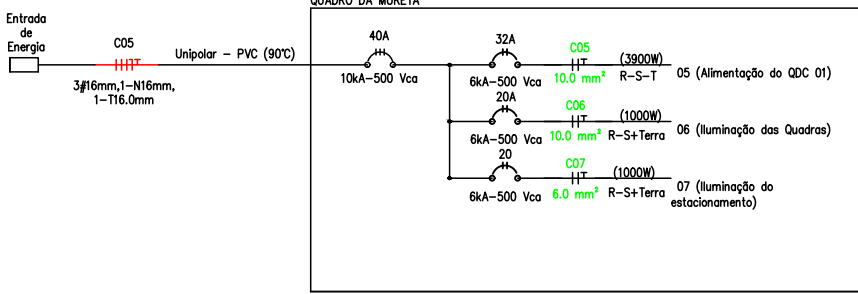 QUADRO DA MURETA
Entrada
de
Energia
C05
3#16mm,1-N16mm,
1-T16.0mm
Unipolar - PVC (90°C)
40A
10kA-500 Vca
32A
6kA-500 Vca
C05
10.0 mm²
(3900W)
R-S-T
05 (Alimentação do QDC 01)
20A
6kA-500 Vca
C06
10.0 mm²
(1000W)
R-S+Terra
06 (Iluminação das Quadras)
20
6kA-500 Vca
C07
6.0 mm²
(1000W)
R-S+Terra
07 (Iluminação do
estacionamento)